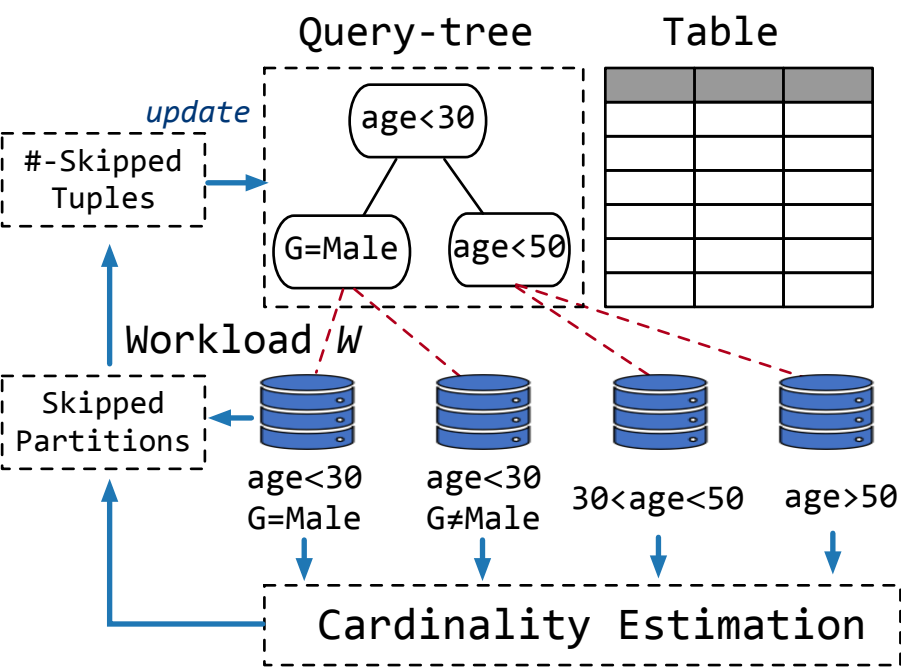 Query-tree
Table
update
age<30
#-Skipped
Tuples
G=Male
age<50
Workload W
Skipped
Partitions
age<30
G=Male
age<30
G≠Male
30<age<50
age>50
Cardinality Estimation